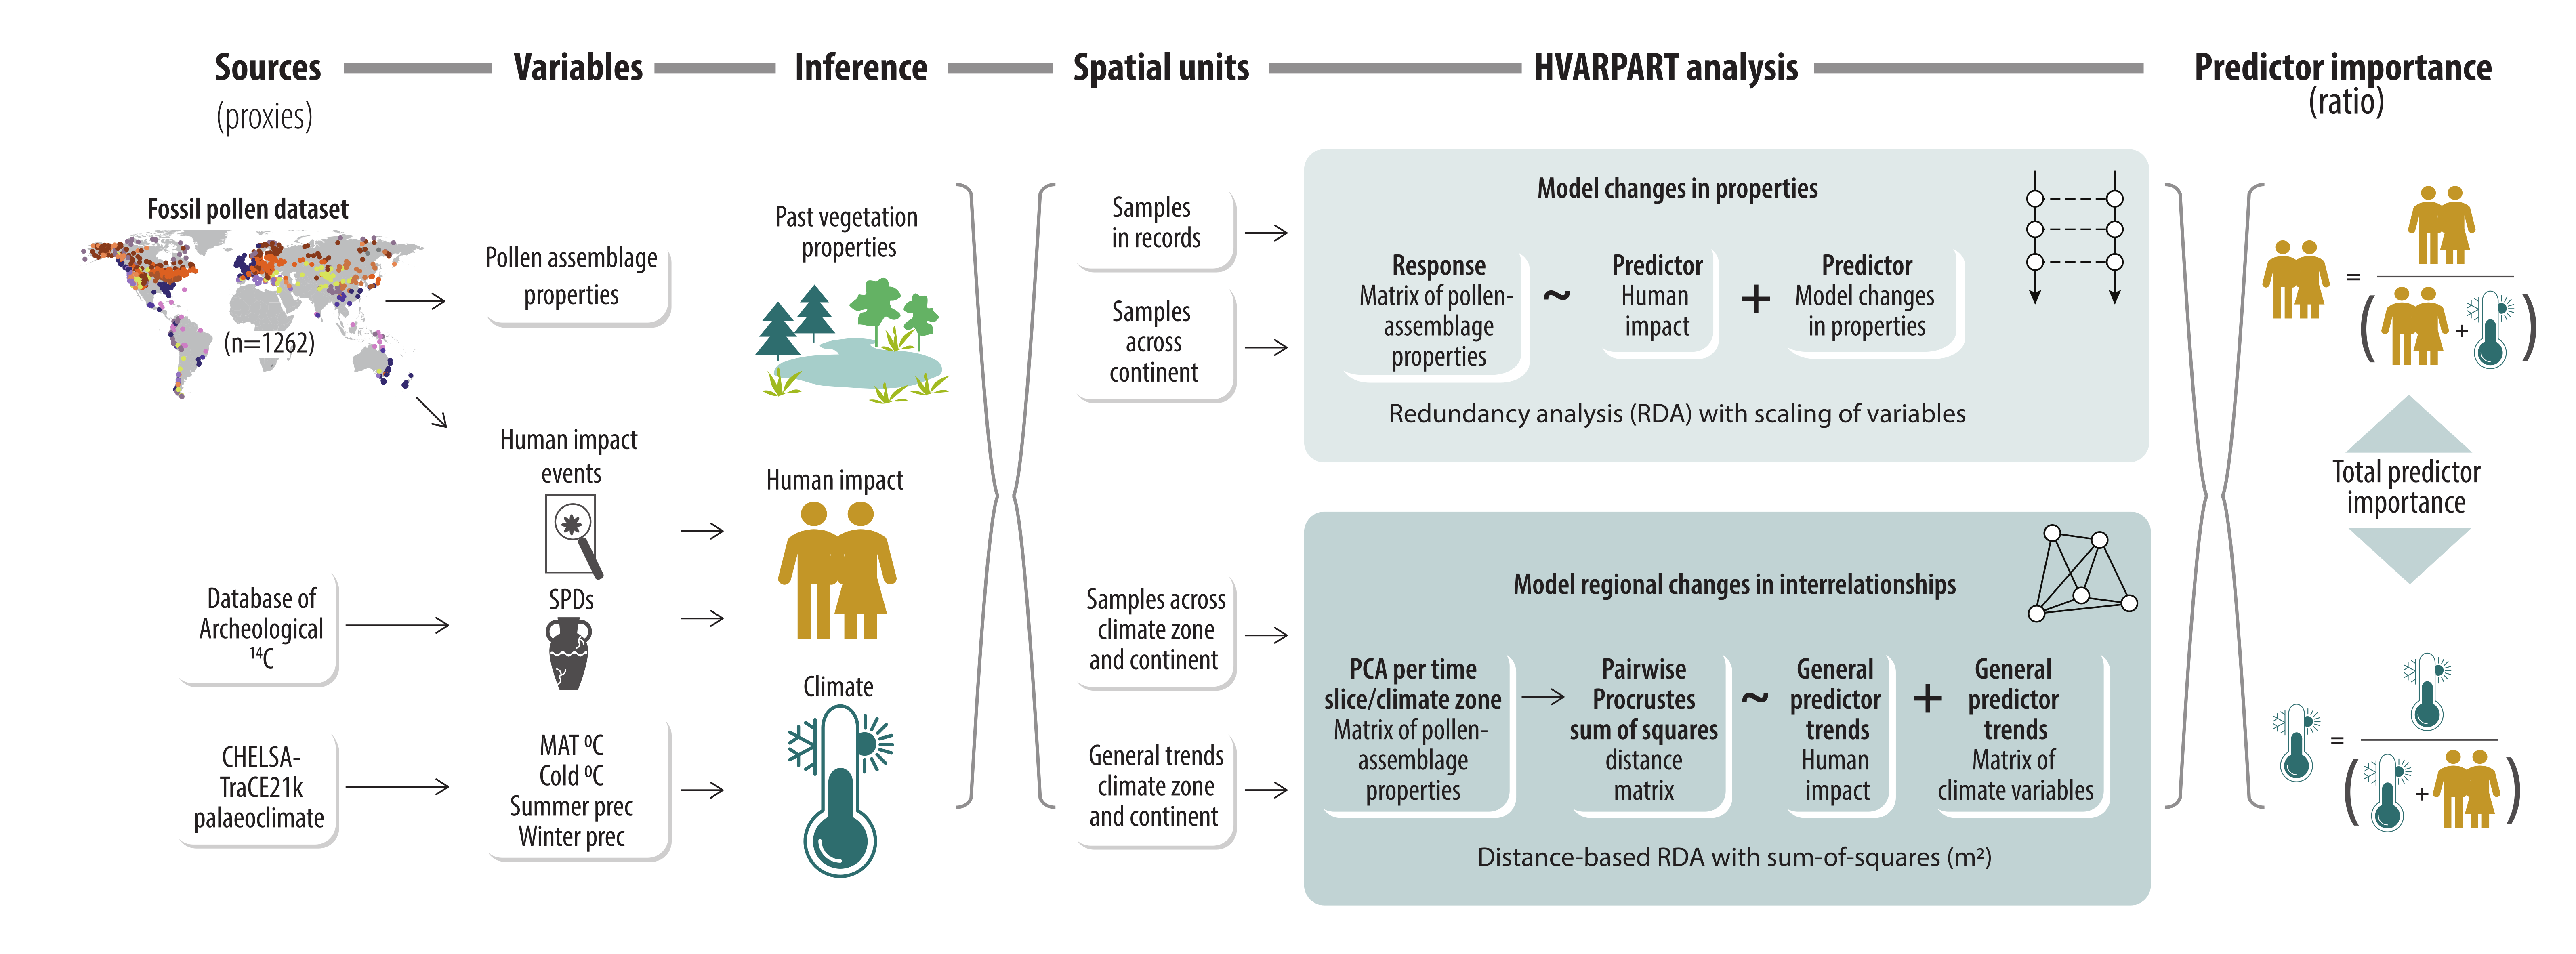 Sources
(proxies)
Variables
Inference
Spatial units
HVARPART analysis
Predictor importance
(ratio)
Fossil pollen dataset
(n=1262)
Database of
Archeological
¹⁴C
CHELSA-
TraCE21k
palaeoclimate
Pollen assemblage
properties
Human impact
events
SPDs
MAT ºC
Cold ºC
Summer prec
Winter prec
Past vegetation
properties
Human impact
Climate
Samples
in records
Samples
across
continent
Samples across
climate zone
and continent
General trends
climate zone
and continent
Model changes in properties
Response
Matrix of pollen-
assemblage
properties
~
Predictor
Human
impact
+
Predictor
Model changes
in properties
Redundancy analysis (RDA) with scaling of variables
Model regional changes in interrelationships
PCA per time
slice/climate zone
Matrix of pollen-
assemblage
properties
Pairwise
Procrustes
sum of squares
distance
matrix
~
General
predictor
trends
Human
impact
+
General
predictor
trends
Matrix of
climate variables
Distance-based RDA with sum-of-squares (m²)
=
( + )
Total predictor
importance
=
( + )